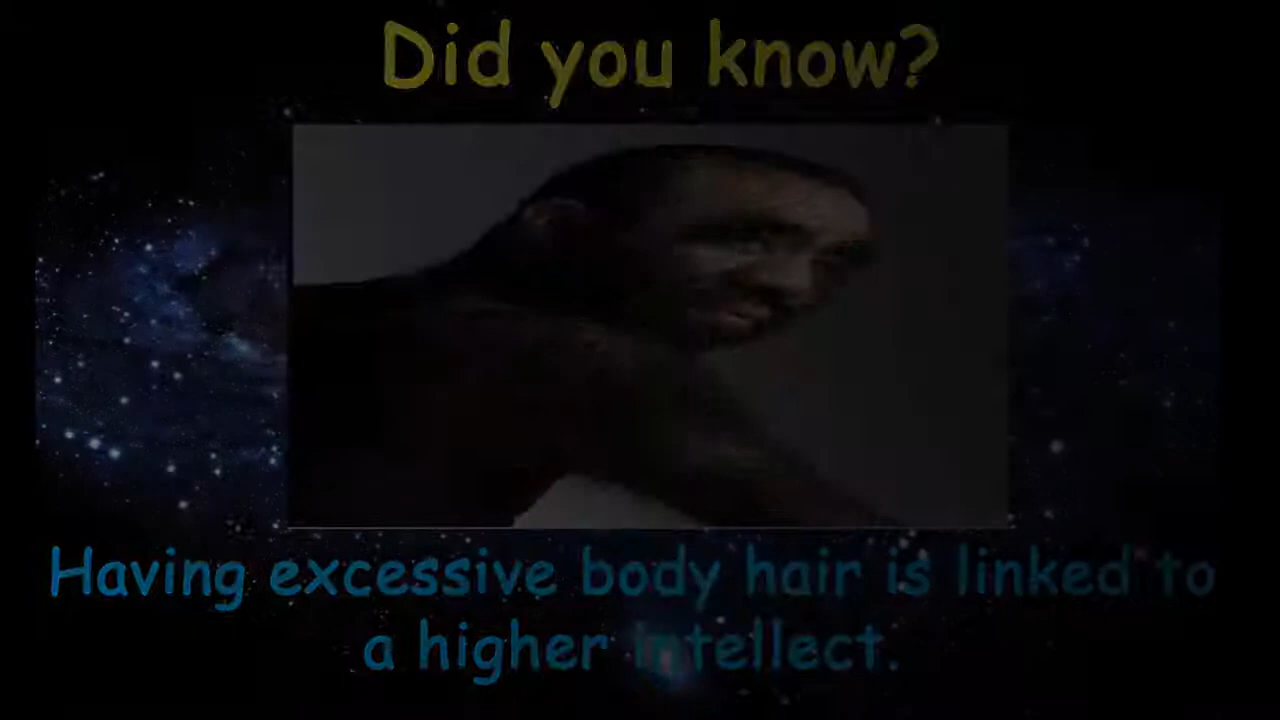 Did you know?
Having excessive body hair is linked to
a higher intellect.